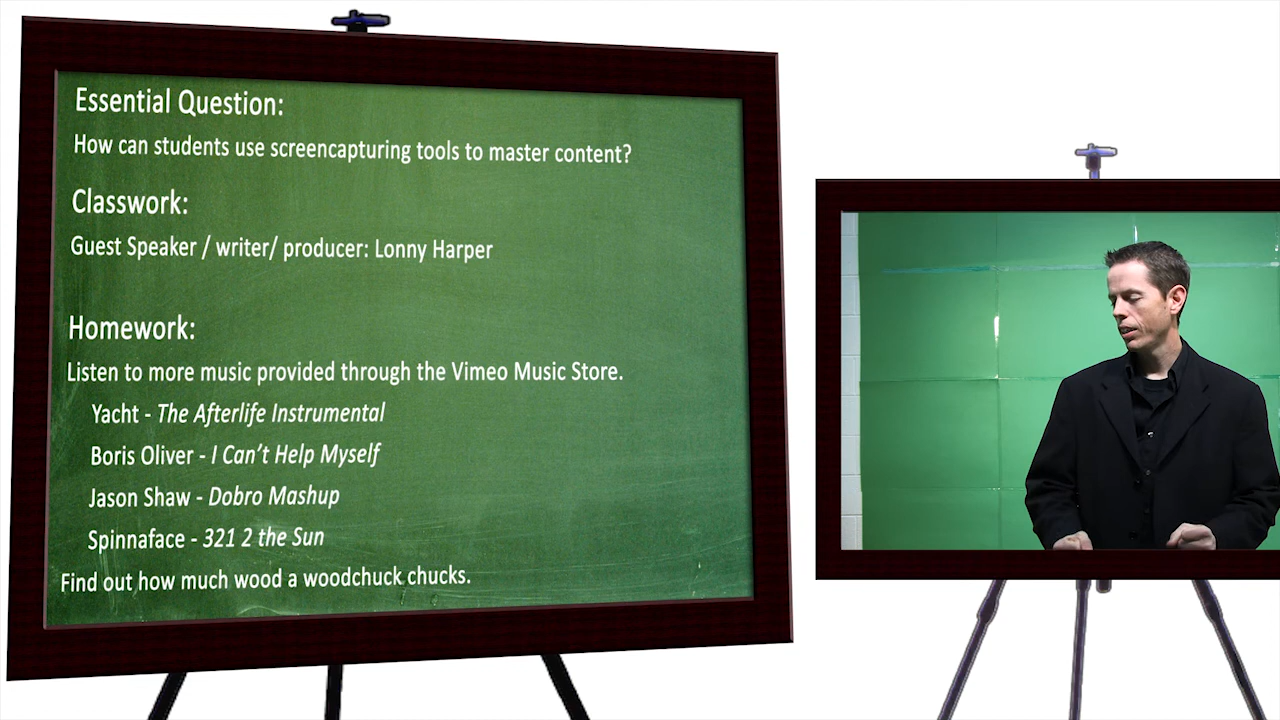 Essential Question:
How can students use screencapturing tools to master content?
Classwork:
Guest Speaker / writer/ producer: Lonny Harper
Homework:
Listen to more music provided through the Vimeo Music Store.
Yacht - The Afterlife Instrumental
Boris Oliver - I Can't Help Myself
Jason Shaw - Dobro Mashup
Spinnaface - 321 2 the Sun
Find out how much wood a woodchuck chucks.